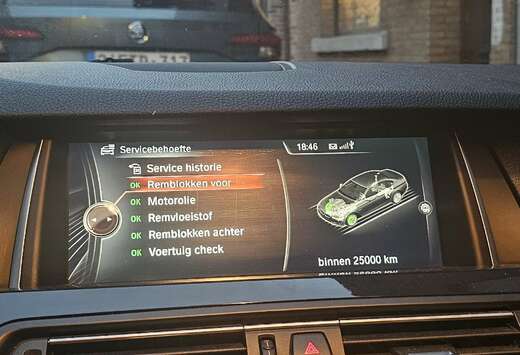 Servicebehoefte
18:46
Service historie
OK Remblokken voor
OK Motorolie
OK Remvloeistof
OK Remblokken achter
OK Voertuig check
binnen 25000 km